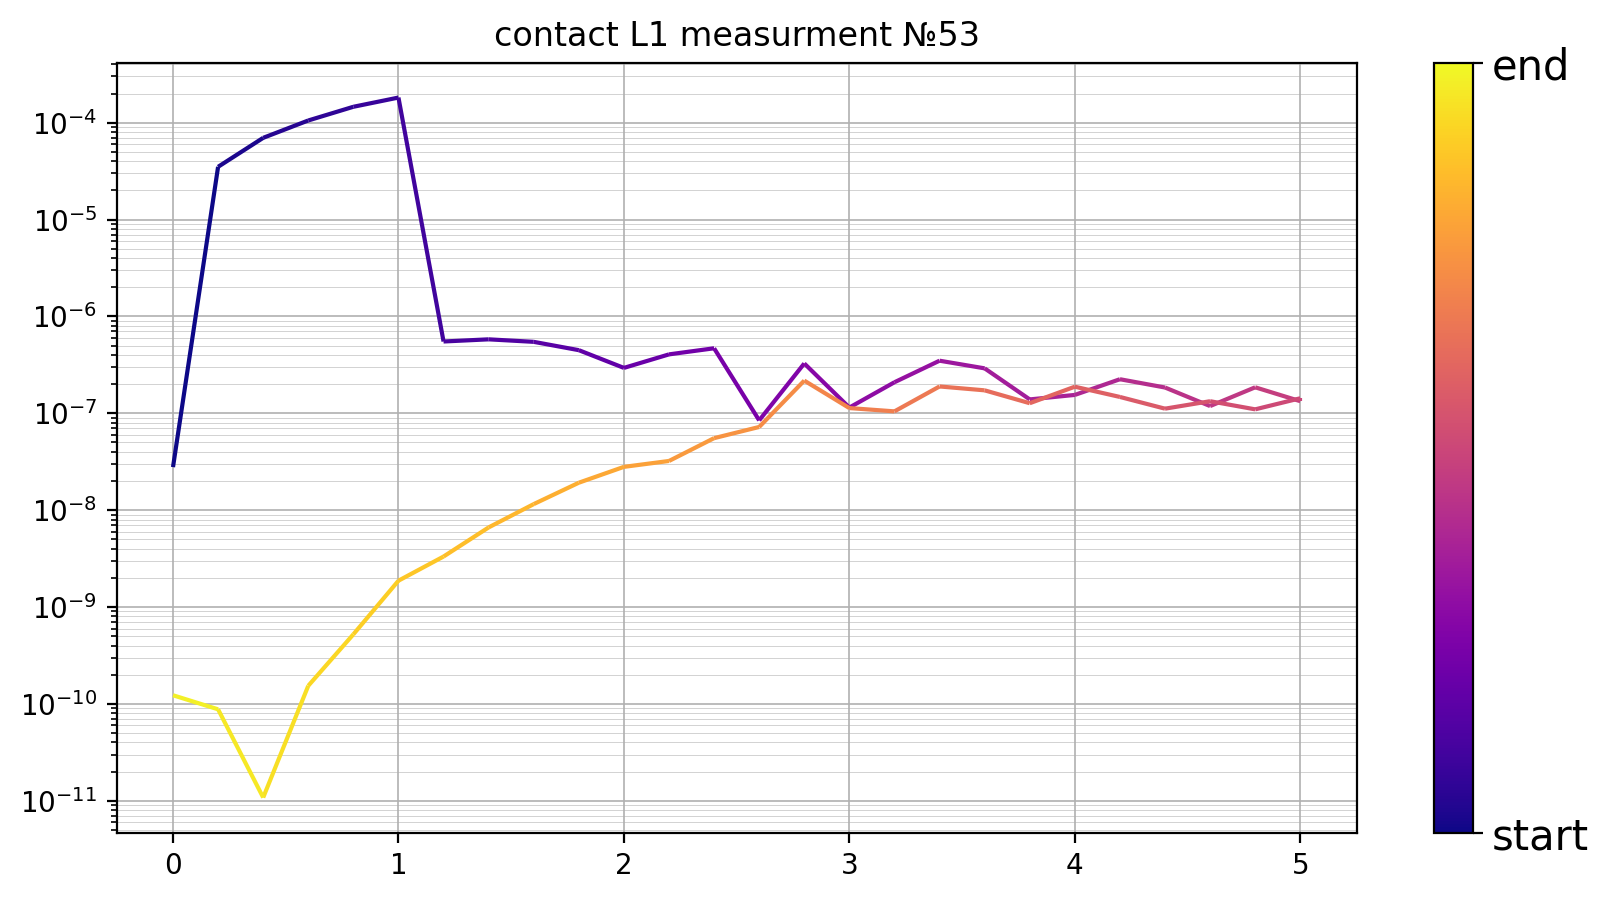 contact L1 measurment №53
10⁻⁴
10⁻⁵
10⁻⁶
10⁻⁷
10⁻⁸
10⁻⁹
10⁻¹⁰
10⁻¹¹
0 1 2 3 4 5
end
start